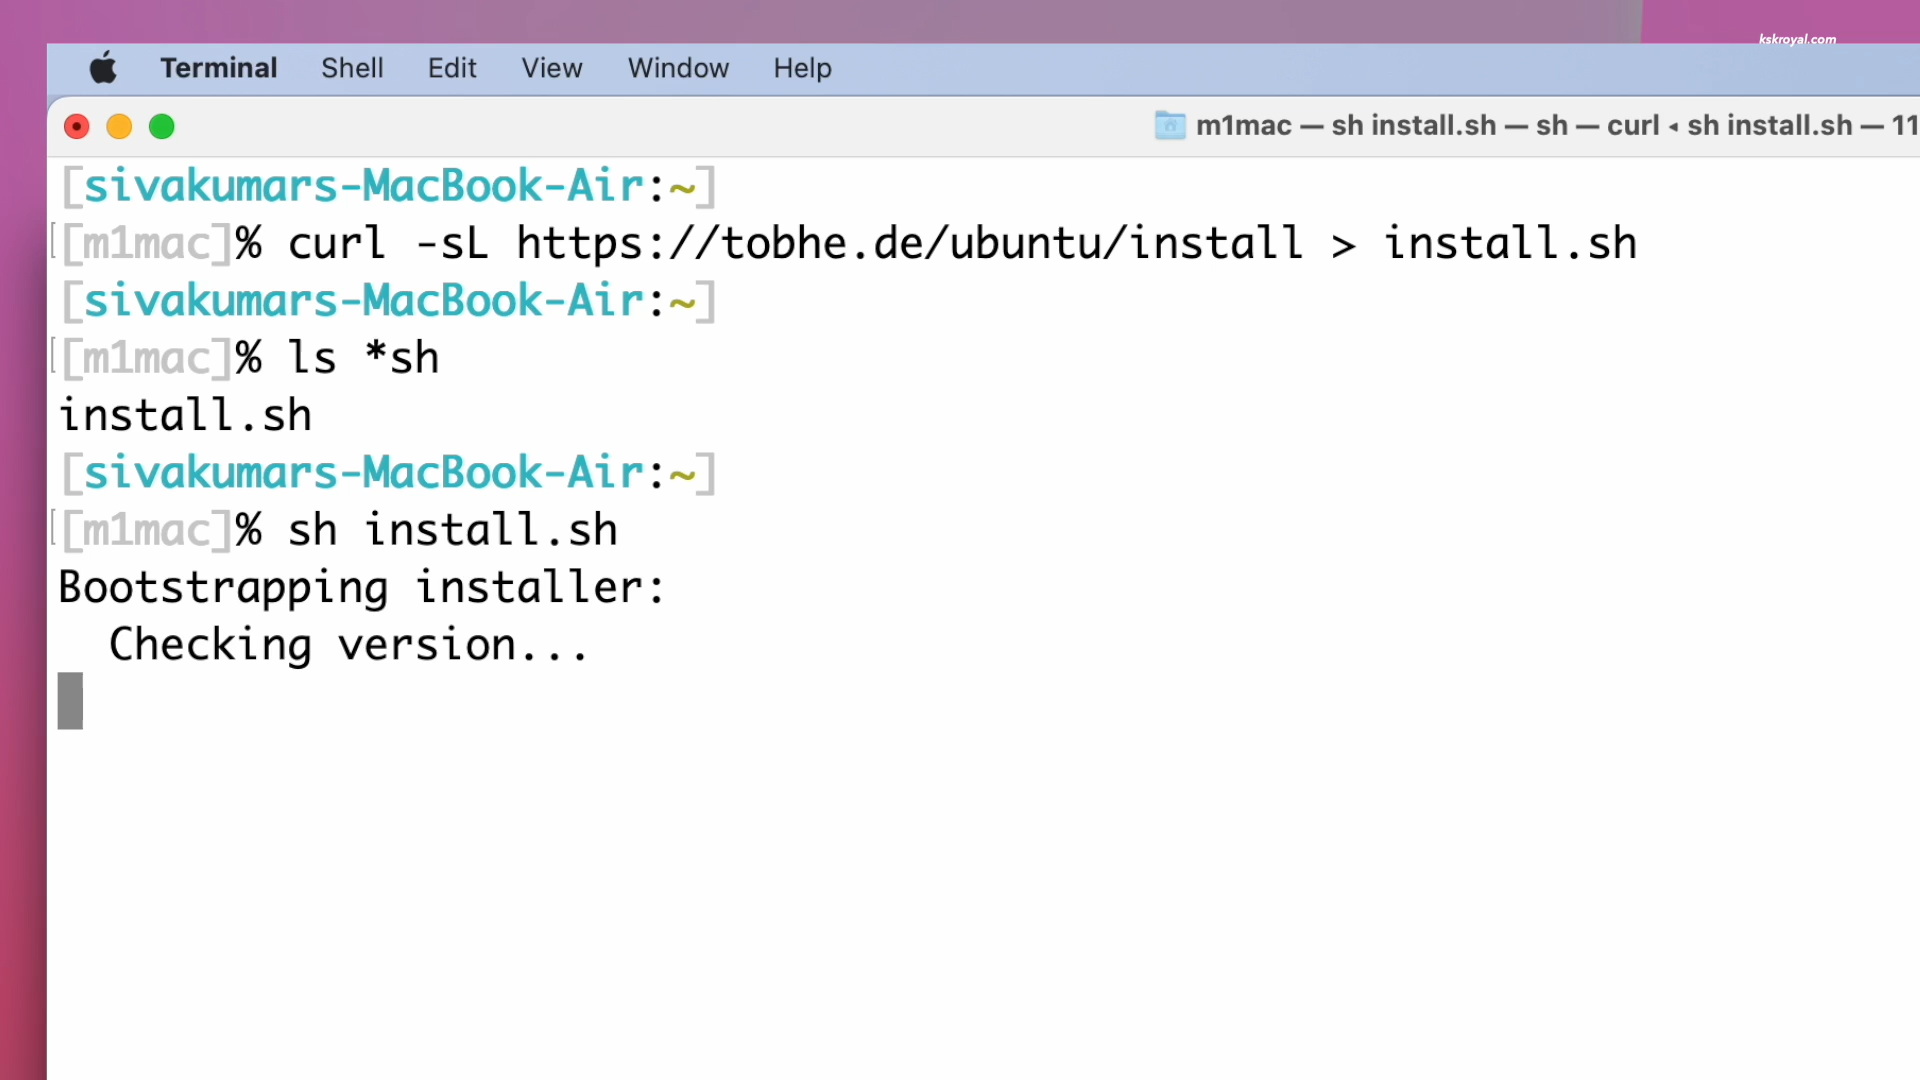 kskroyal.com
Terminal Shell Edit View Window Help
m1mac — sh install.sh — sh — curl ◂ sh install.sh — 11
[sivakumars-MacBook-Air:~]
[[m1mac]% curl -sL https://tobhe.de/ubuntu/install > install.sh
[sivakumars-MacBook-Air:~]
[[m1mac]% ls *sh
install.sh
[sivakumars-MacBook-Air:~]
[[m1mac]% sh install.sh
Bootstrapping installer:
  Checking version...